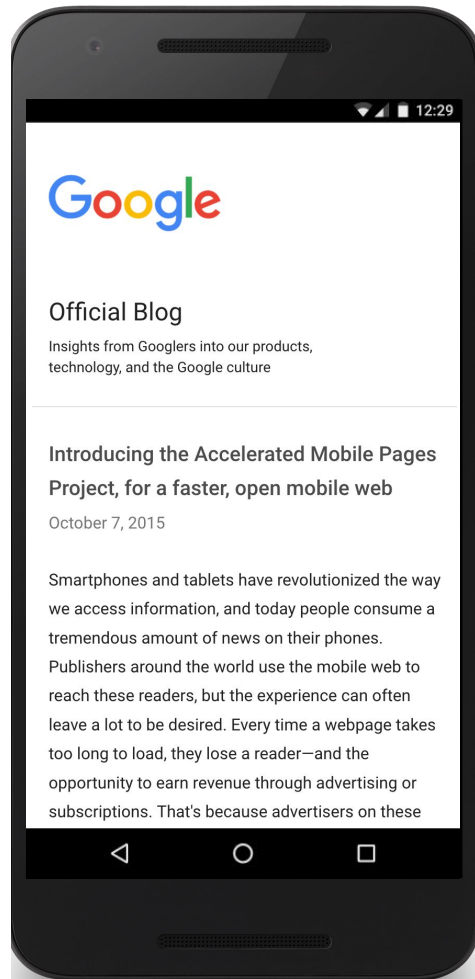 12:29
Google
Official Blog
Insights from Googlers into our products,
technology, and the Google culture
Introducing the Accelerated Mobile Pages
Project, for a faster, open mobile web
October 7, 2015
Smartphones and tablets have revolutionized the way
we access information, and today people consume a
tremendous amount of news on their phones.
Publishers around the world use the mobile web to
reach these readers, but the experience can often
leave a lot to be desired. Every time a webpage takes
too long to load, they lose a reader—and the
opportunity to earn revenue through advertising or
subscriptions. That's because advertisers on these